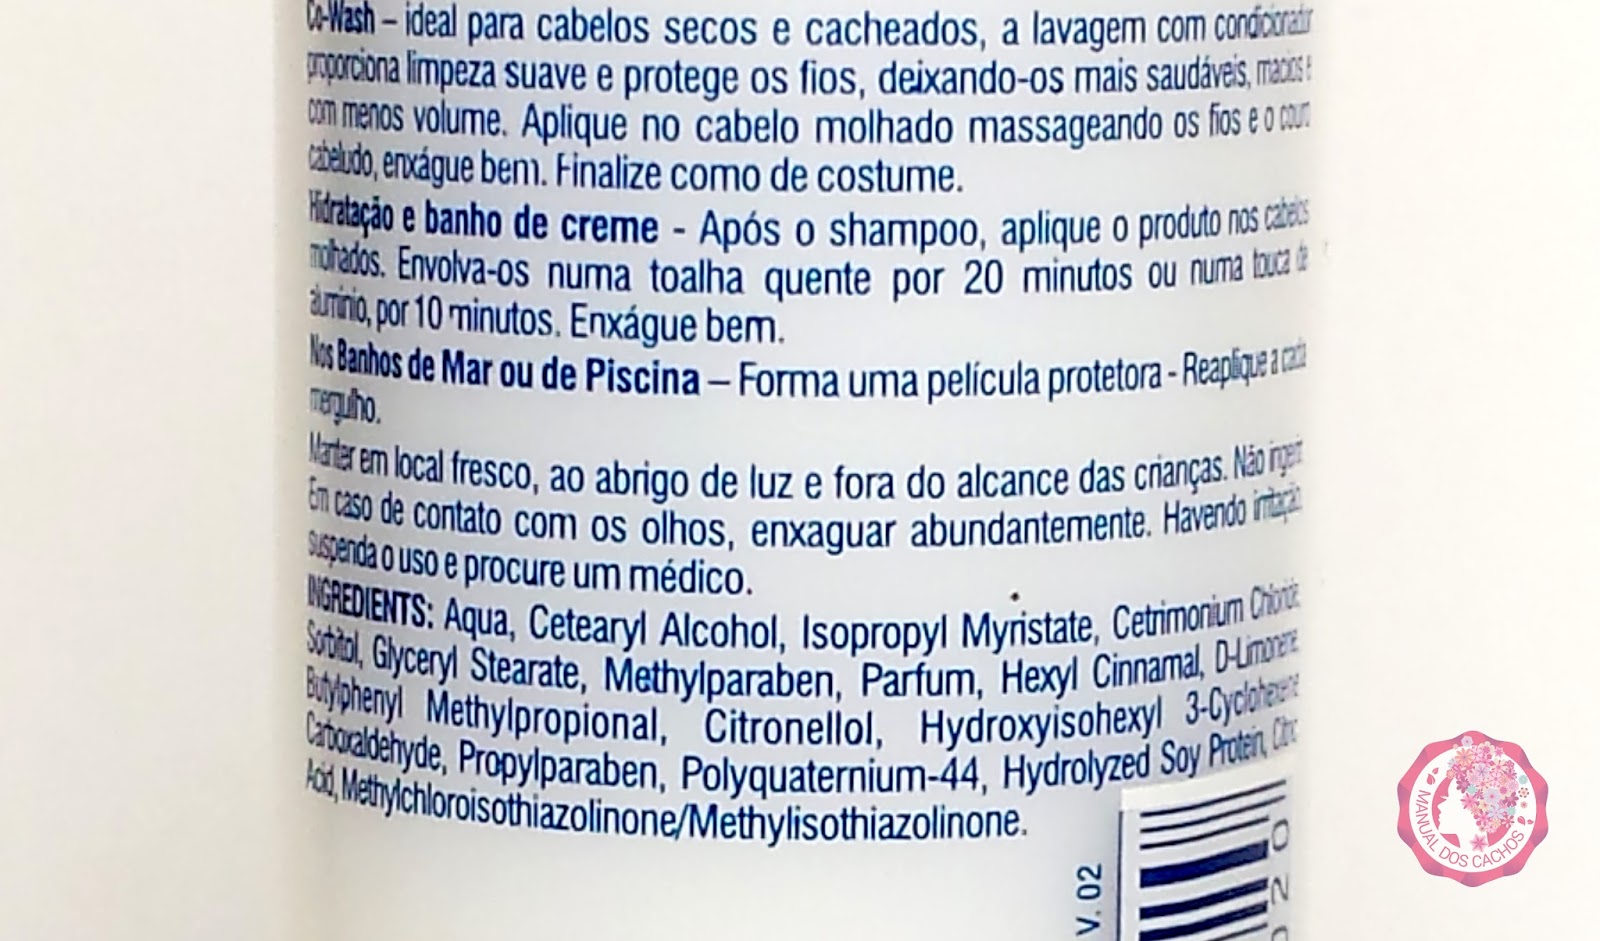 Co-Wash – ideal para cabelos secos e cacheados, a lavagem com condicionador
proporciona limpeza suave e protege os fios, deixando-os mais saudáveis, macios e
com menos volume. Aplique no cabelo molhado massageando os fios e o couro
cabeludo, enxágue bem. Finalize como de costume.
Hidratação e banho de creme - Após o shampoo, aplique o produto nos cabelos
molhados. Envolva-os numa toalha quente por 20 minutos ou numa touca de
alumínio, por 10 minutos. Enxágue bem.
Nos Banhos de Mar ou de Piscina – Forma uma película protetora - Reaplique a cada
mergulho.
Manter em local fresco, ao abrigo de luz e fora do alcance das crianças. Não ingerir.
Em caso de contato com os olhos, enxaguar abundantemente. Havendo irritação,
suspenda o uso e procure um médico.
INGREDIENTS: Aqua, Cetearyl Alcohol, Isopropyl Myristate, Cetrimonium Chloride,
Sorbitol, Glyceryl Stearate, Methylparaben, Parfum, Hexyl Cinnamal, D-Limonene,
Butylphenyl Methylpropional, Citronellol, Hydroxyisohexyl 3-Cyclohexene
Carboxaldehyde, Propylparaben, Polyquaternium-44, Hydrolyzed Soy Protein, Citric
Acid, Methylchloroisothiazolinone/Methylisothiazolinone.
V. 02
0 2 0
MANUAL DOS CACHOS